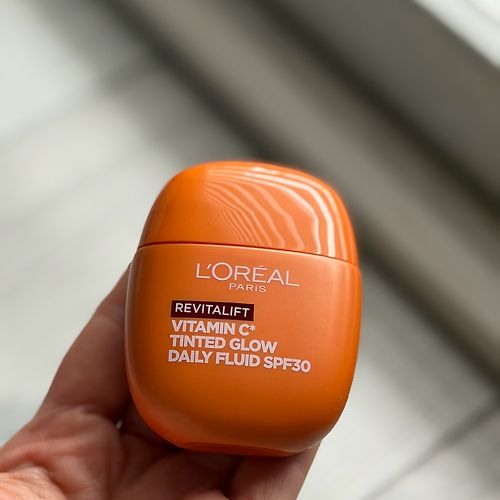 L'ORÉAL
PARIS
REVITALIFT
VITAMIN C*
TINTED GLOW
DAILY FLUID SPF30